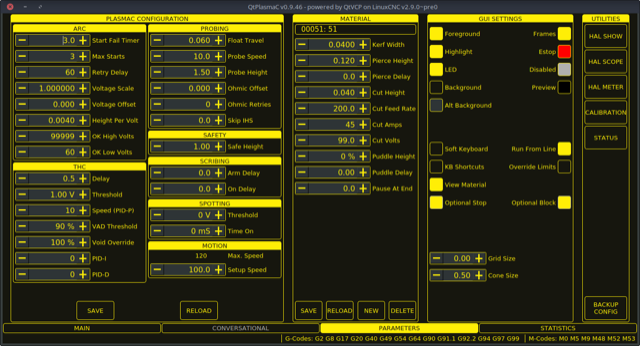 QtPlasmaC v0.9.46 - powered by QtVCP on LinuxCNC v2.9.0~pre0
PLASMAC CONFIGURATION
ARC
3.0 Start Fail Timer
3 Max Starts
60 Retry Delay
1.000000 Voltage Scale
0.000 Voltage Offset
0.0040 Height Per Volt
99999 OK High Volts
60 OK Low Volts
THC
0.5 Delay
1.00 V Threshold
10 Speed (PID-P)
90 % VAD Threshold
100 % Void Override
0 PID-I
0 PID-D
PROBING
0.060 Float Travel
10.0 Probe Speed
1.50 Probe Height
0.000 Ohmic Offset
0 Ohmic Retries
0.0 Skip IHS
SAFETY
1.00 Safe Height
SCRIBING
0.0 Arm Delay
0.0 On Delay
SPOTTING
0 V Threshold
0 mS Time On
MOTION
120 Max. Speed
100.0 Setup Speed
SAVE
RELOAD
MATERIAL
00051: 51
0.0400 Kerf Width
0.120 Pierce Height
0.0 Pierce Delay
0.040 Cut Height
200.0 Cut Feed Rate
45 Cut Amps
99.0 Cut Volts
0 % Puddle Height
0.00 Puddle Delay
0.0 Pause At End
SAVE
RELOAD
NEW
DELETE
GUI SETTINGS
Foreground Frames
Highlight Estop
LED Disabled
Background Preview
Alt Background
Soft Keyboard Run From Line
KB Shortcuts Override Limits
View Material
Optional Stop Optional Block
0.00 Grid Size
0.50 Cone Size
UTILITIES
HAL SHOW
HAL SCOPE
HAL METER
CALIBRATION
STATUS
BACKUP
CONFIG
MAIN
CONVERSATIONAL
PARAMETERS
STATISTICS
G-Codes: G2 G8 G17 G20 G40 G49 G54 G64 G90 G91.1 G92.2 G94 G97 G99
M-Codes: M0 M5 M9 M48 M52 M53